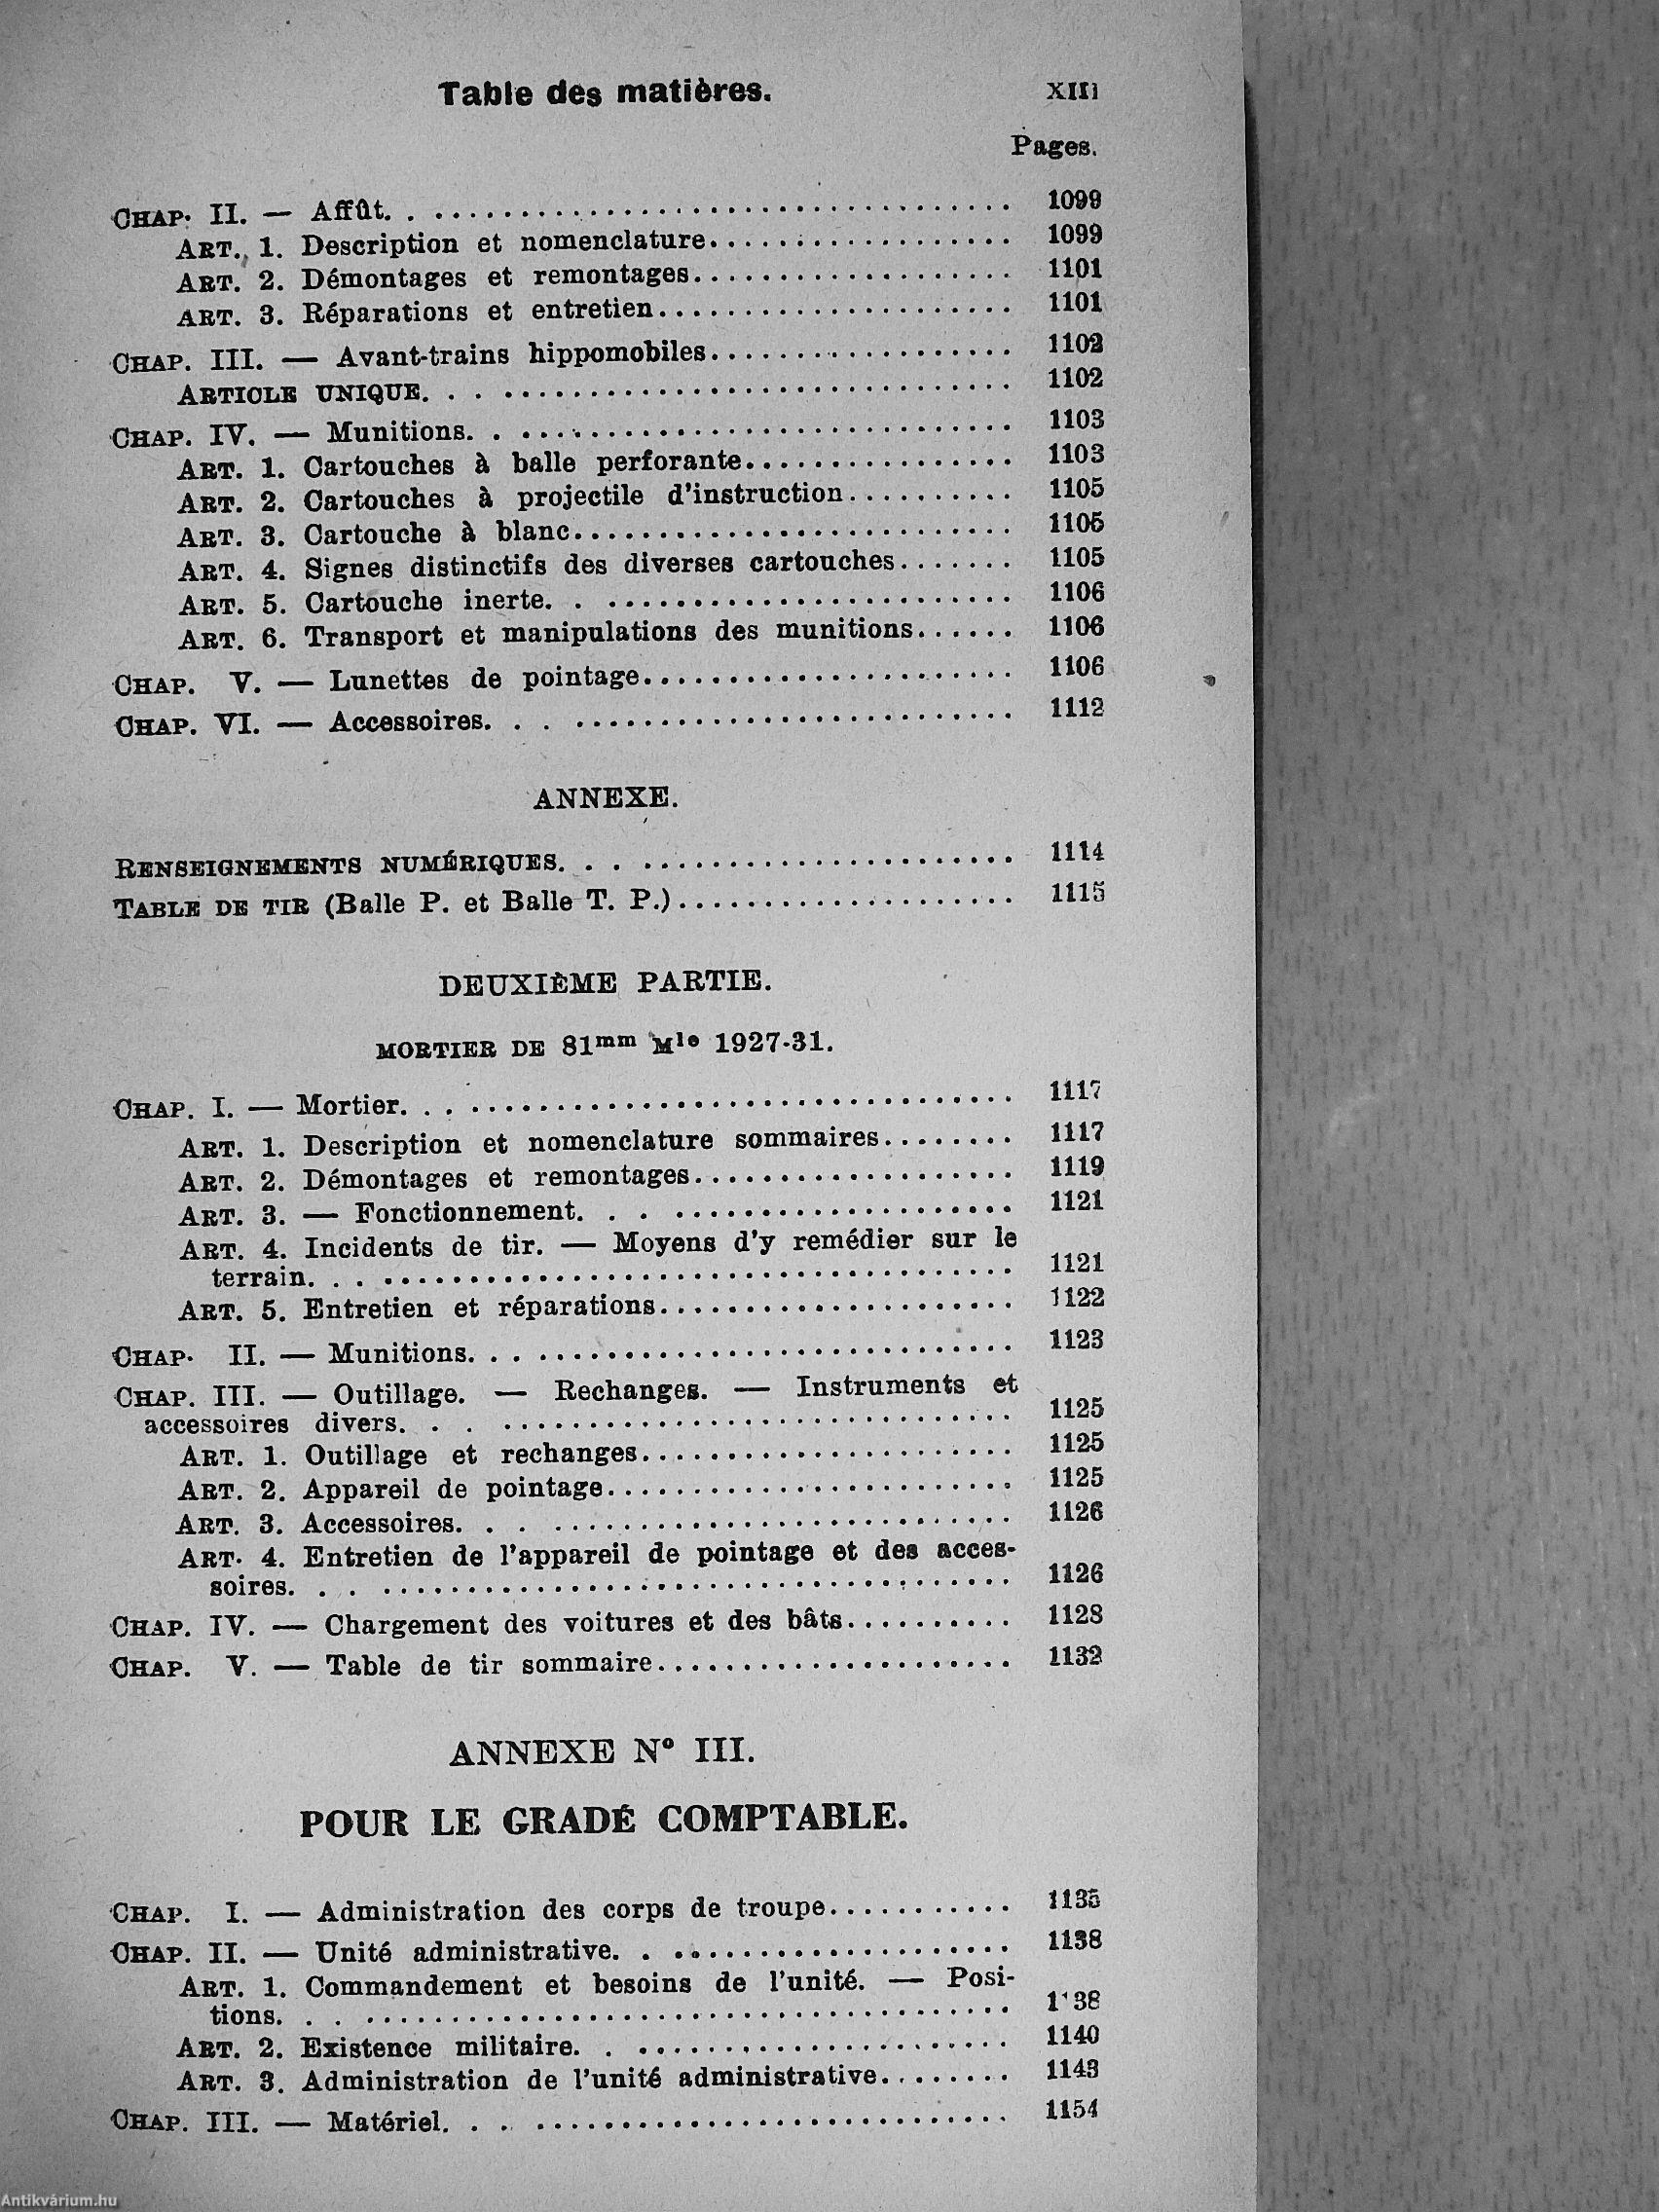 Table des matières. XIII
Pages.
CHAP. II. — Affût. . .................................. 1099
ART. 1. Description et nomenclature.................. 1099
ART. 2. Démontages et remontages................... 1101
ART. 3. Réparations et entretien..................... 1101
CHAP. III. — Avant-trains hippomobiles.................. 1102
ARTICLE UNIQUE. . . .............................. 1102
CHAP. IV. — Munitions. . ............................. 1103
ART. 1. Cartouches à balle perforante................ 1103
ART. 2. Cartouches à projectile d'instruction.......... 1105
ART. 3. Cartouche à blanc.......................... 1105
ART. 4. Signes distinctifs des diverses cartouches....... 1105
ART. 5. Cartouche inerte. . ........................ 1106
ART. 6. Transport et manipulations des munitions...... 1106
CHAP. V. — Lunettes de pointage...................... 1106
CHAP. VI. — Accessoires. . . .......................... 1112
ANNEXE.
RENSEIGNEMENTS NUMÉRIQUES. . . ...................... 1114
TABLE DE TIR (Balle P. et Balle T. P.).................... 1115
DEUXIÈME PARTIE.
MORTIER DE 81mm Mle 1927-31.
CHAP. I. — Mortier. . . ................................ 1117
ART. 1. Description et nomenclature sommaires........ 1117
ART. 2. Démontages et remontages................... 1119
ART. 3. — Fonctionnement. . . .................... 1121
ART. 4. Incidents de tir. — Moyens d'y remédier sur le
terrain. . . ..................................... 1121
ART. 5. Entretien et réparations..................... 1122
CHAP. II. — Munitions. . . ............................ 1123
CHAP. III. — Outillage. — Rechanges. — Instruments et
accessoires divers. . . .............................. 1125
ART. 1. Outillage et rechanges...................... 1125
ART. 2. Appareil de pointage........................ 1125
ART. 3. Accessoires. . . ........................... 1126
ART. 4. Entretien de l'appareil de pointage et des acces-
soires. . . ..................................... 1126
CHAP. IV. — Chargement des voitures et des bâts.......... 1128
CHAP. V. — Table de tir sommaire..................... 1132
ANNEXE N° III.
POUR LE GRADÉ COMPTABLE.
CHAP. I. — Administration des corps de troupe........... 1135
CHAP. II. — Unité administrative. . .................... 1138
ART. 1. Commandement et besoins de l'unité. — Posi-
tions. . . ...................................... 1138
ART. 2. Existence militaire. . ...................... 1140
ART. 3. Administration de l'unité administrative........ 1143
CHAP. III. — Matériel. . . ............................ 1154
Antikvárium.hu